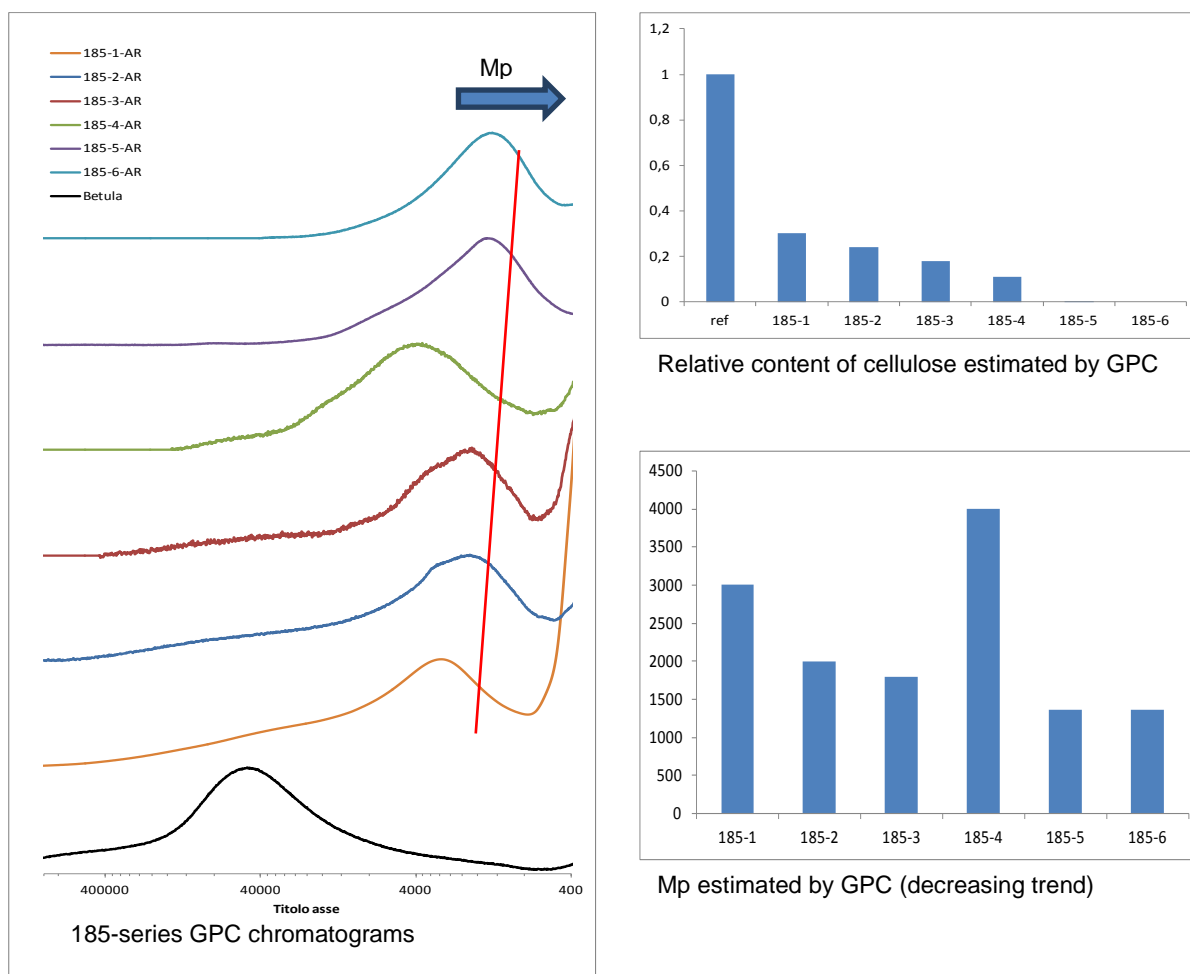 185-1-AR
185-2-AR
185-3-AR
185-4-AR
185-5-AR
185-6-AR
Betula
Mp
400000 40000 4000 400
Titolo asse
185-series GPC chromatograms
1,2
1
0,8
0,6
0,4
0,2
0
ref 185-1 185-2 185-3 185-4 185-5 185-6
Relative content of cellulose estimated by GPC
4500
4000
3500
3000
2500
2000
1500
1000
500
0
185-1 185-2 185-3 185-4 185-5 185-6
Mp estimated by GPC (decreasing trend)